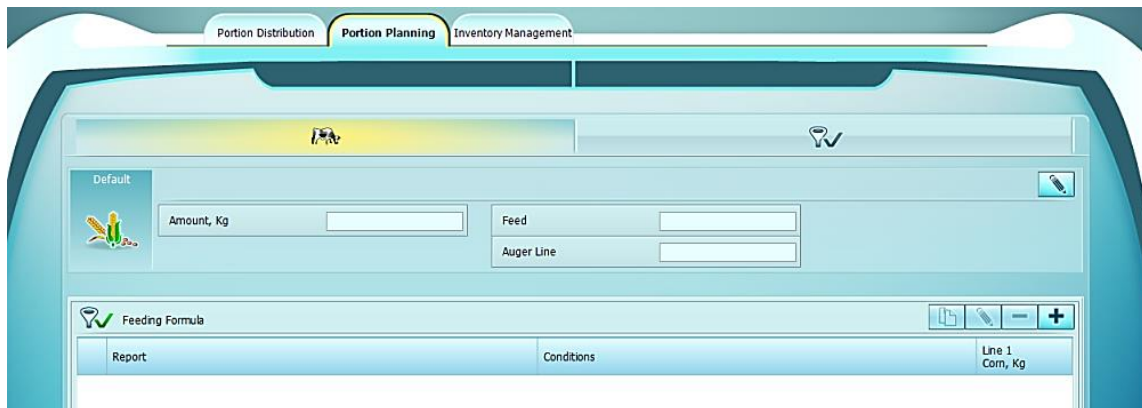 Portion Distribution
Portion Planning
Inventory Management
Default
Amount, Kg
Feed
Auger Line
Feeding Formula
Report
Conditions
Line 1
Corn, Kg